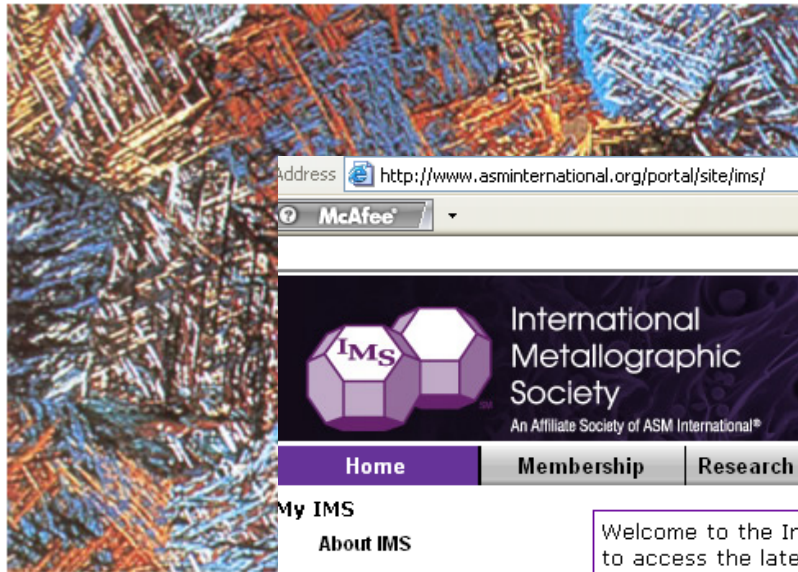 Address http://www.asminternational.org/portal/site/ims/
McAfee
IMS
SM
International
Metallographic
Society
An Affiliate Society of ASM International®
Home Membership Research
My IMS
About IMS
Welcome to the In
to access the late